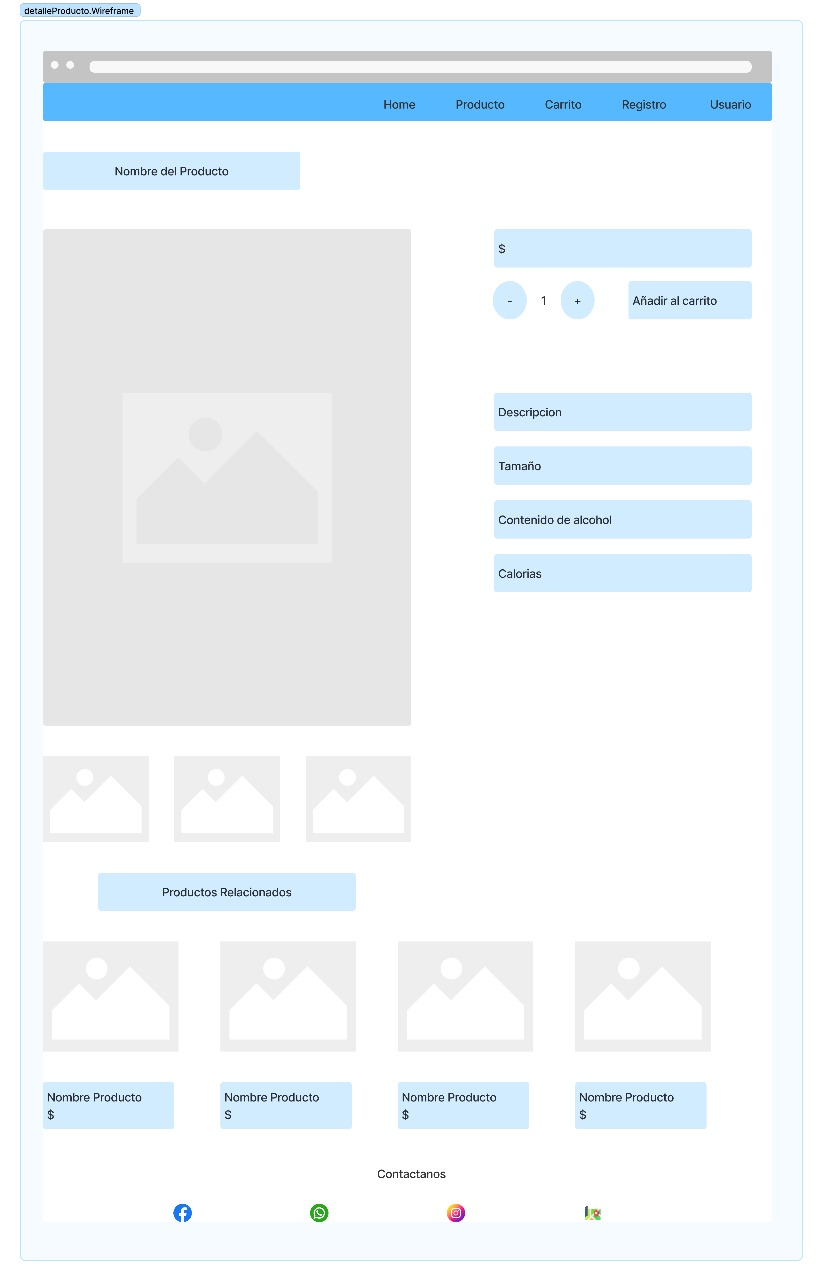 detalleProducto.Wireframe
Home Producto Carrito Registro Usuario
Nombre del Producto
$
- 1 + Añadir al carrito
Descripcion
Tamaño
Contenido de alcohol
Calorias
Productos Relacionados
Nombre Producto Nombre Producto Nombre Producto Nombre Producto
$ $ $ $
Contactanos